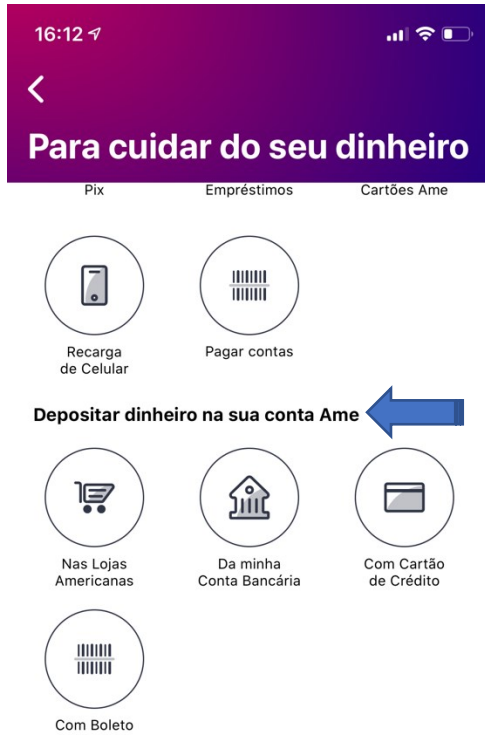 16:12
Para cuidar do seu dinheiro
Pix Empréstimos Cartões Ame
Recarga
de Celular
Pagar contas
Depositar dinheiro na sua conta Ame
Nas Lojas
Americanas
Da minha
Conta Bancária
Com Cartão
de Crédito
Com Boleto